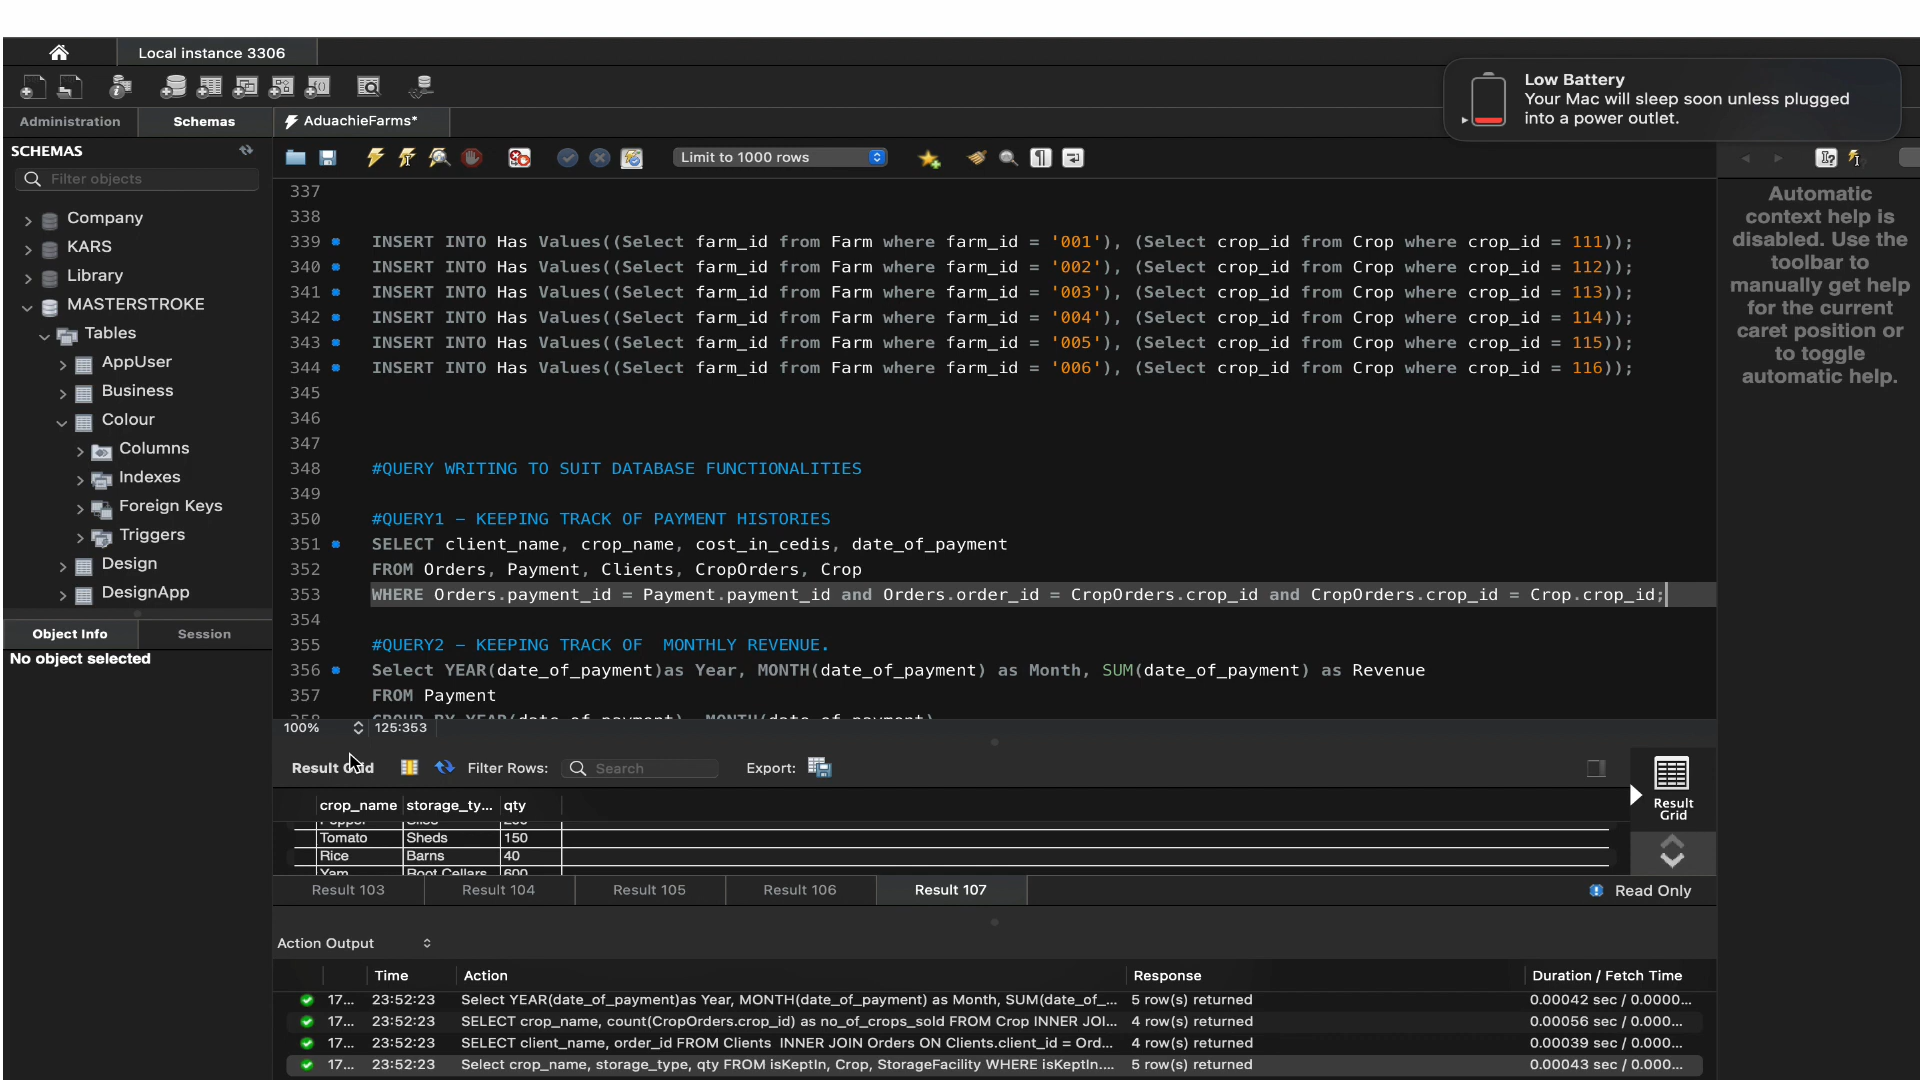 Local instance 3306
Low Battery
Your Mac will sleep soon unless plugged
into a power outlet.
Administration
Schemas
AduachieFarms*
SCHEMAS
Limit to 1000 rows
Filter objects
Automatic
context help is
disabled. Use the
toolbar to
manually get help
for the current
caret position or
to toggle
automatic help.
Company
KARS
Library
MASTERSTROKE
Tables
AppUser
Business
Colour
Columns
Indexes
Foreign Keys
Triggers
Design
DesignApp
Object Info
Session
No object selected
337
338
339 INSERT INTO Has Values((Select farm_id from Farm where farm_id = '001'), (Select crop_id from Crop where crop_id = 111));
340 INSERT INTO Has Values((Select farm_id from Farm where farm_id = '002'), (Select crop_id from Crop where crop_id = 112));
341 INSERT INTO Has Values((Select farm_id from Farm where farm_id = '003'), (Select crop_id from Crop where crop_id = 113));
342 INSERT INTO Has Values((Select farm_id from Farm where farm_id = '004'), (Select crop_id from Crop where crop_id = 114));
343 INSERT INTO Has Values((Select farm_id from Farm where farm_id = '005'), (Select crop_id from Crop where crop_id = 115));
344 INSERT INTO Has Values((Select farm_id from Farm where farm_id = '006'), (Select crop_id from Crop where crop_id = 116));
345
346
347
348 #QUERY WRITING TO SUIT DATABASE FUNCTIONALITIES
349
350 #QUERY1 – KEEPING TRACK OF PAYMENT HISTORIES
351 SELECT client_name, crop_name, cost_in_cedis, date_of_payment
352 FROM Orders, Payment, Clients, CropOrders, Crop
353 WHERE Orders.payment_id = Payment.payment_id and Orders.order_id = CropOrders.crop_id and CropOrders.crop_id = Crop.crop_id;
354
355 #QUERY2 – KEEPING TRACK OF  MONTHLY REVENUE.
356 Select YEAR(date_of_payment)as Year, MONTH(date_of_payment) as Month, SUM(date_of_payment) as Revenue
357 FROM Payment
358 GROUP BY YEAR(date_of_payment), MONTH(date_of_payment)
100% 125:353
Result Grid Filter Rows: Search Export:
Result
Grid
crop_name storage_ty... qty
Pepper Silos
Tomato Sheds 150
Rice Barns 40
Yam Root Cellars 600
Result 103 Result 104 Result 105 Result 106 Result 107 Read Only
Action Output
Time Action Response Duration / Fetch Time
17... 23:52:23 Select YEAR(date_of_payment)as Year, MONTH(date_of_payment) as Month, SUM(date_of_... 5 row(s) returned 0.00042 sec / 0.0000...
17... 23:52:23 SELECT crop_name, count(CropOrders.crop_id) as no_of_crops_sold FROM Crop INNER JOI... 4 row(s) returned 0.00056 sec / 0.000...
17... 23:52:23 SELECT client_name, order_id FROM Clients  INNER JOIN Orders ON Clients.client_id = Ord... 4 row(s) returned 0.00039 sec / 0.000...
17... 23:52:23 Select crop_name, storage_type, qty FROM isKeptIn, Crop, StorageFacility WHERE isKeptIn.... 5 row(s) returned 0.00043 sec / 0.000...